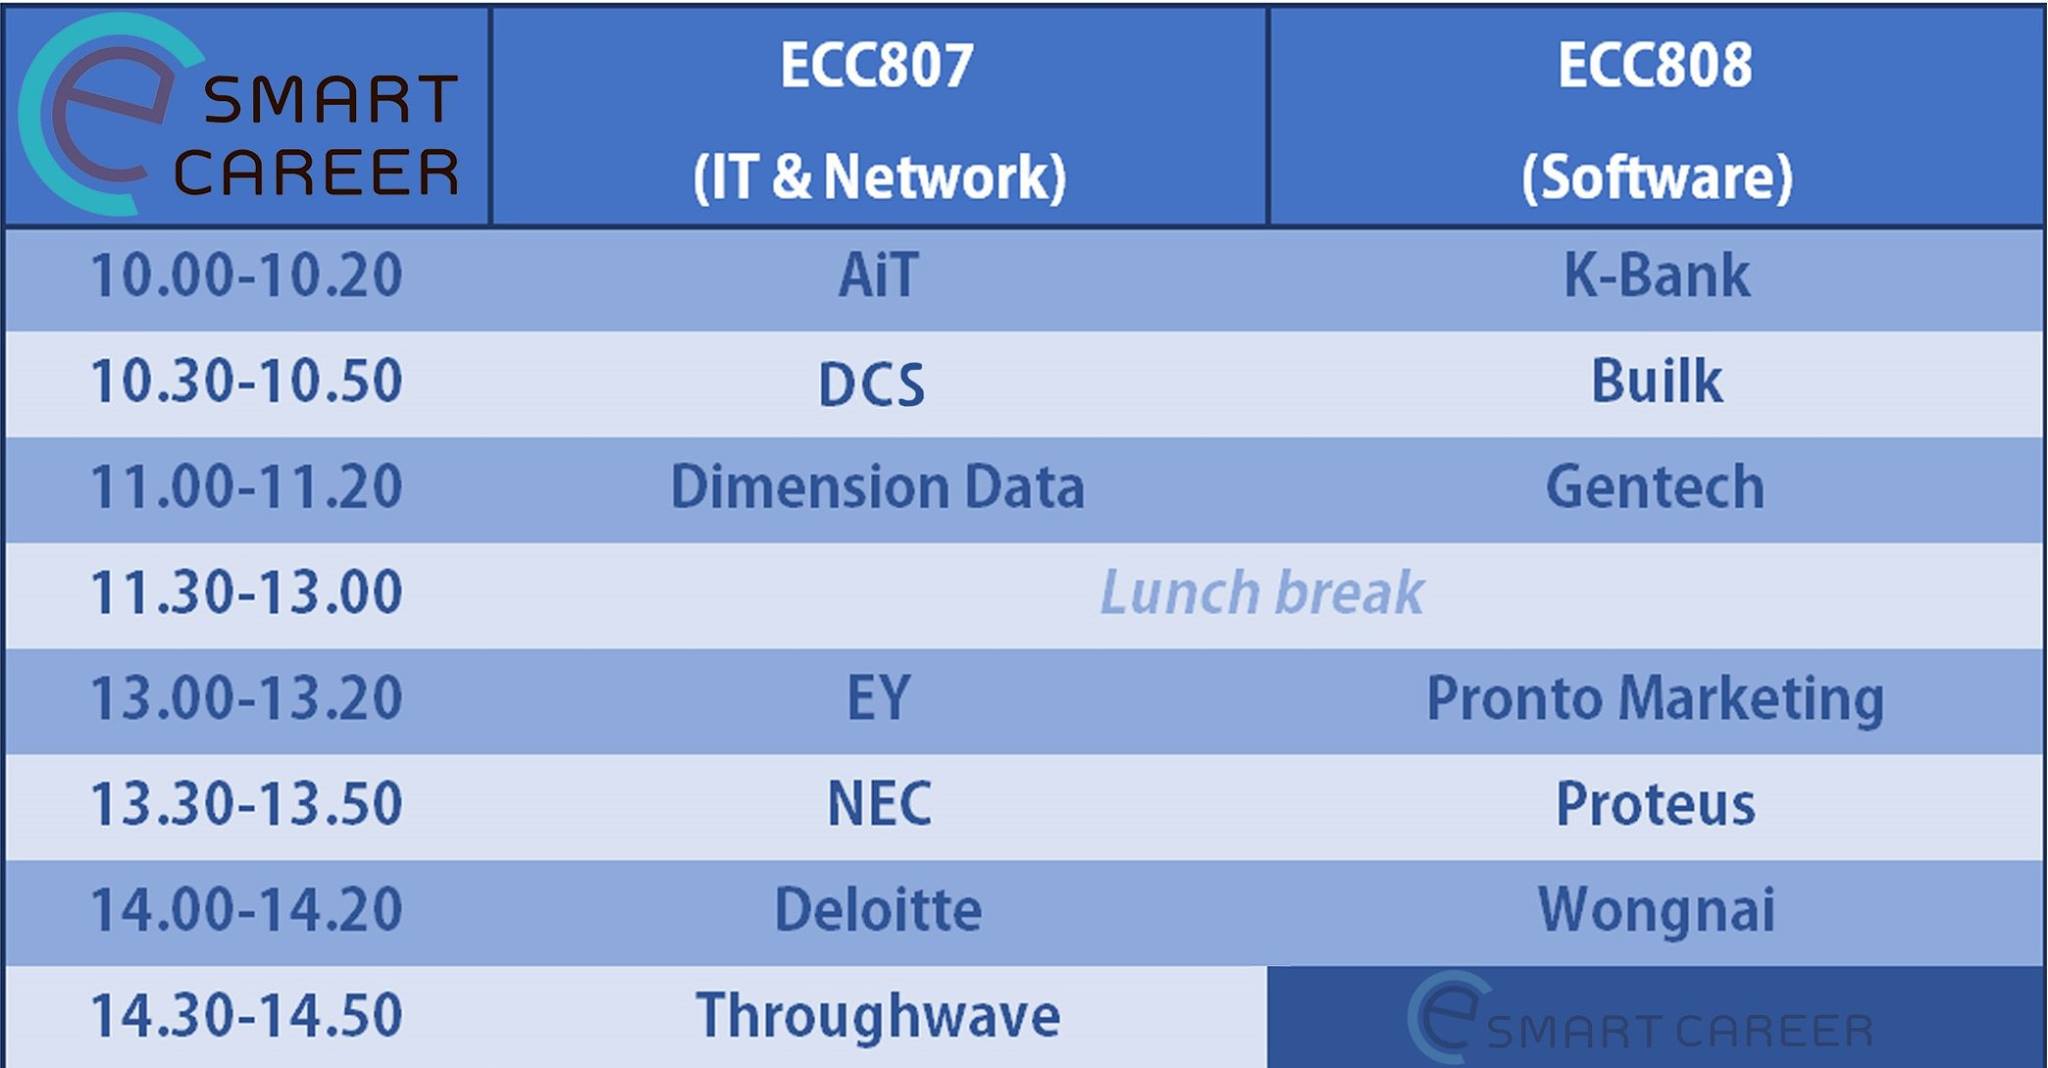 SMART
CAREER
ECC807
(IT & Network)
ECC808
(Software)
10.00-10.20 AiT K-Bank
10.30-10.50 DCS Builk
11.00-11.20 Dimension Data Gentech
11.30-13.00 Lunch break
13.00-13.20 EY Pronto Marketing
13.30-13.50 NEC Proteus
14.00-14.20 Deloitte Wongnai
14.30-14.50 Throughwave SMART CAREER